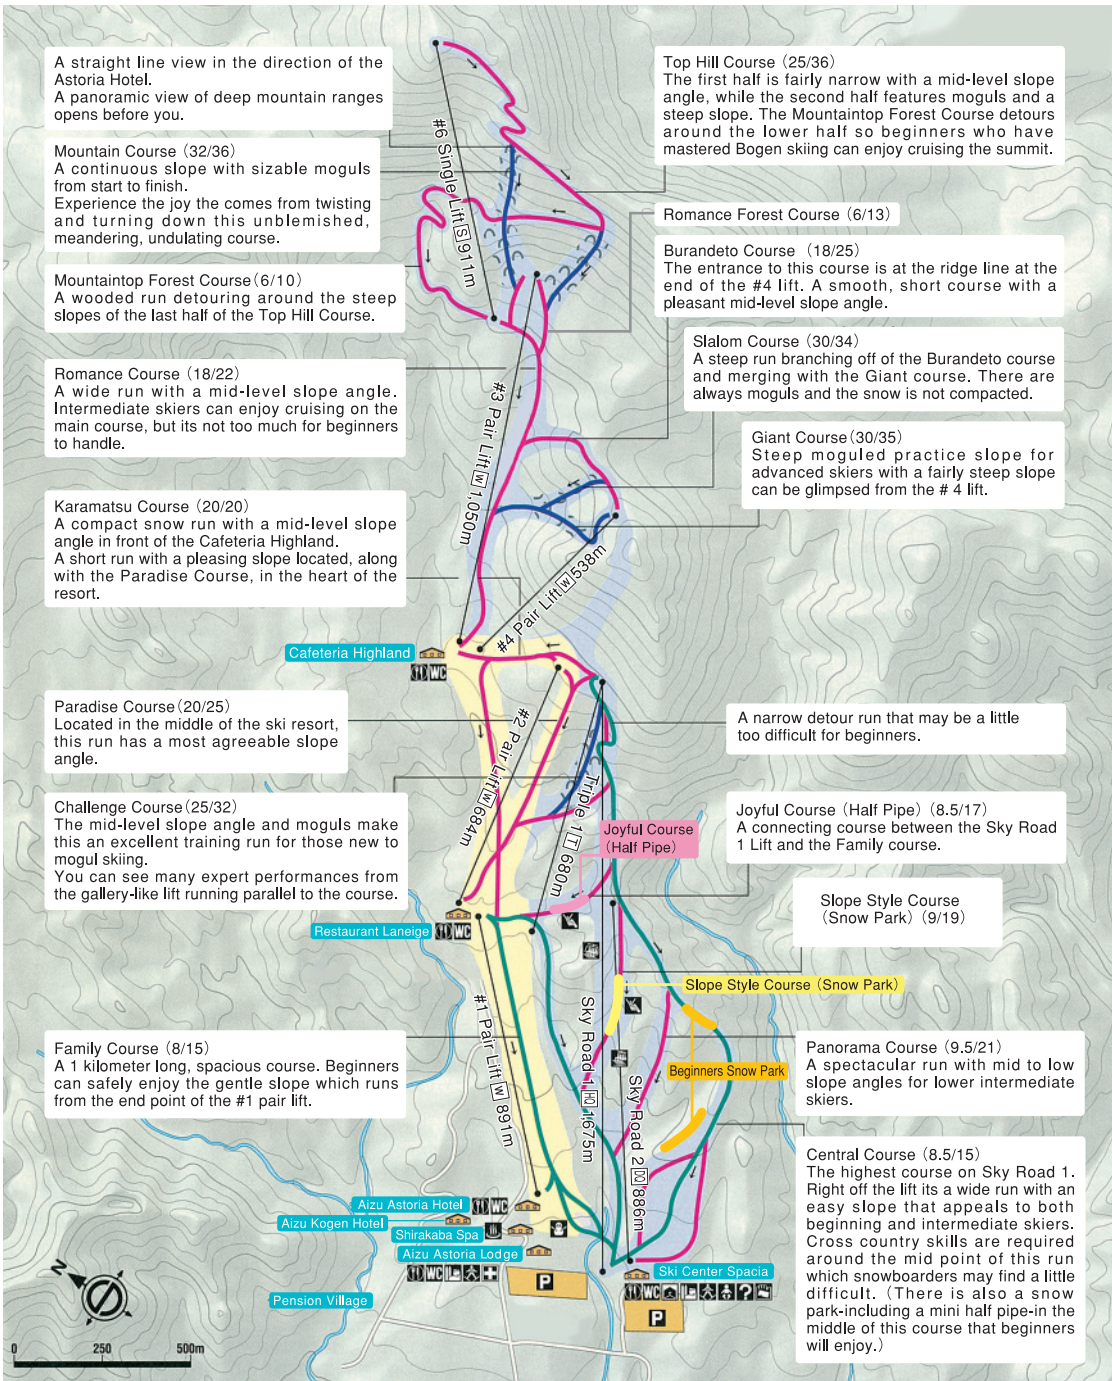 A straight line view in the direction of the
Astoria Hotel.
A panoramic view of deep mountain ranges
opens before you.
Mountain Course (32/36)
A continuous slope with sizable moguls
from start to finish.
Experience the joy the comes from twisting
and turning down this unblemished,
meandering, undulating course.
Mountaintop Forest Course (6/10)
A wooded run detouring around the steep
slopes of the last half of the Top Hill Course.
Romance Course (18/22)
A wide run with a mid-level slope angle.
Intermediate skiers can enjoy cruising on the
main course, but its not too much for beginners
to handle.
Karamatsu Course (20/20)
A compact snow run with a mid-level slope
angle in front of the Cafeteria Highland.
A short run with a pleasing slope located, along
with the Paradise Course, in the heart of the
resort.
Cafeteria Highland
WC
Paradise Course (20/25)
Located in the middle of the ski resort,
this run has a most agreeable slope
angle.
Challenge Course (25/32)
The mid-level slope angle and moguls make
this an excellent training run for those new to
mogul skiing.
You can see many expert performances from
the gallery-like lift running parallel to the course.
Restaurant Laneige
WC
Family Course (8/15)
A 1 kilometer long, spacious course. Beginners
can safely enjoy the gentle slope which runs
from the end point of the #1 pair lift.
Aizu Astoria Hotel
WC
Aizu Kogen Hotel
Shirakaba Spa
Aizu Astoria Lodge
WC
Pension Village
P
N
0 250 500m
#6 Single Lift S 911m
#3 Pair Lift W 1,050m
#4 Pair Lift W 538m
#2 Pair Lift W 684m
Triple 1 T 680m
#1 Pair Lift W 891m
Sky Road 1 HQ 1,675m
Sky Road 2 DQ 886m
Top Hill Course (25/36)
The first half is fairly narrow with a mid-level slope
angle, while the second half features moguls and a
steep slope. The Mountaintop Forest Course detours
around the lower half so beginners who have
mastered Bogen skiing can enjoy cruising the summit.
Romance Forest Course (6/13)
Burandeto Course (18/25)
The entrance to this course is at the ridge line at the
end of the #4 lift. A smooth, short course with a
pleasant mid-level slope angle.
Slalom Course (30/34)
A steep run branching off of the Burandeto course
and merging with the Giant course. There are
always moguls and the snow is not compacted.
Giant Course (30/35)
Steep moguled practice slope for
advanced skiers with a fairly steep slope
can be glimpsed from the # 4 lift.
A narrow detour run that may be a little
too difficult for beginners.
Joyful Course
(Half Pipe)
Joyful Course (Half Pipe) (8.5/17)
A connecting course between the Sky Road
1 Lift and the Family course.
Slope Style Course
(Snow Park) (9/19)
Slope Style Course (Snow Park)
Beginners Snow Park
Panorama Course (9.5/21)
A spectacular run with mid to low
slope angles for lower intermediate
skiers.
Central Course (8.5/15)
The highest course on Sky Road 1.
Right off the lift its a wide run with an
easy slope that appeals to both
beginning and intermediate skiers.
Cross country skills are required
around the mid point of this run
which snowboarders may find a little
difficult. (There is also a snow
park-including a mini half pipe-in the
middle of this course that beginners
will enjoy.)
Ski Center Spacia
WC
?
P